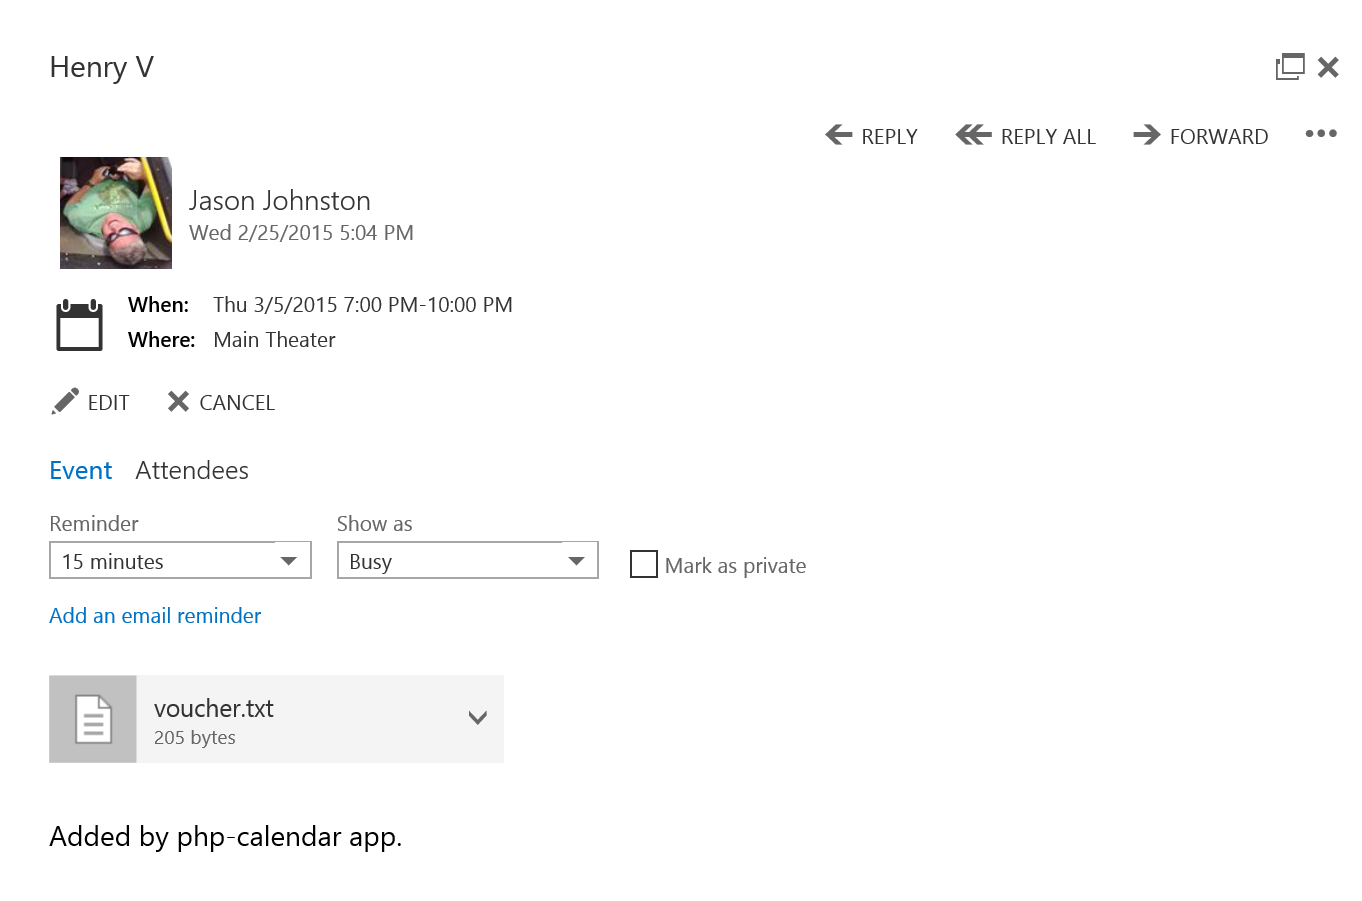 Henry V
REPLY REPLY ALL FORWARD
Jason Johnston
Wed 2/25/2015 5:04 PM
When: Thu 3/5/2015 7:00 PM-10:00 PM
Where: Main Theater
EDIT CANCEL
Event Attendees
Reminder Show as
15 minutes Busy Mark as private
Add an email reminder
voucher.txt
205 bytes
Added by php-calendar app.